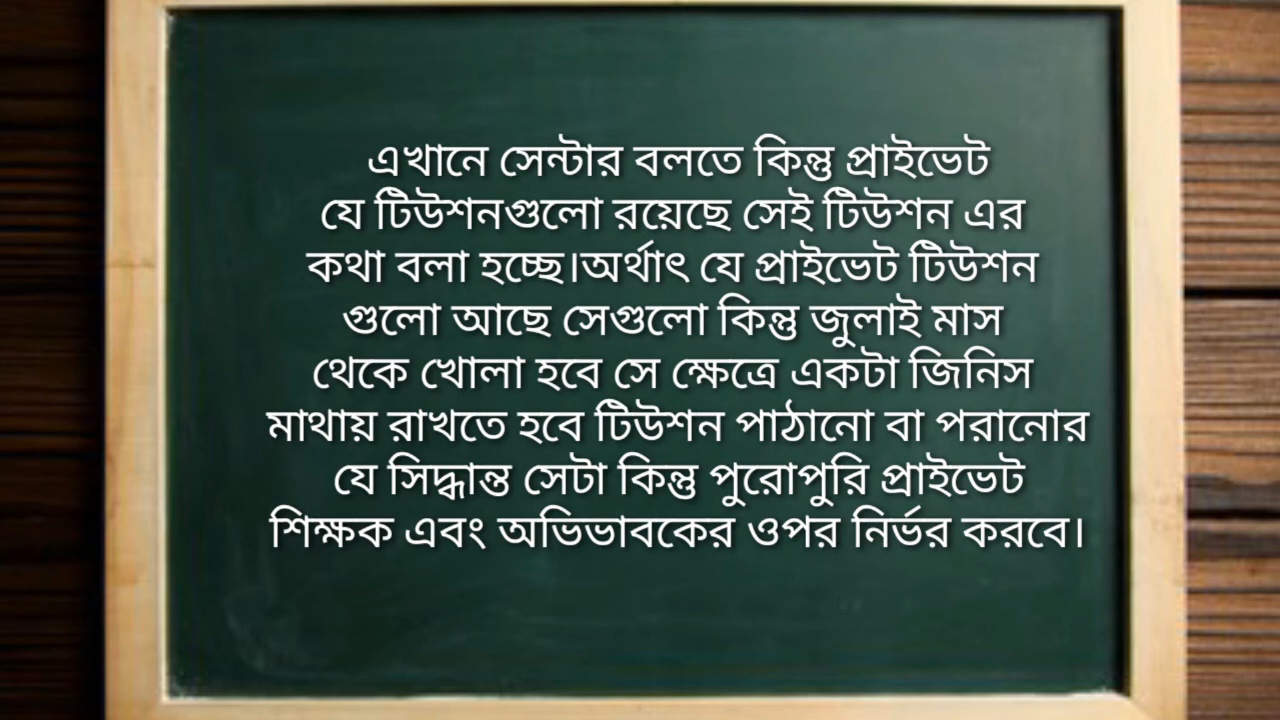 এখানে সেন্টার বলতে কিন্তু প্রাইভেট
যে টিউশনগুলো রয়েছে সেই টিউশন এর
কথা বলা হচ্ছে।অর্থাৎ যে প্রাইভেট টিউশন
গুলো আছে সেগুলো কিন্তু জুলাই মাস
থেকে খোলা হবে সে ক্ষেত্রে একটা জিনিস
মাথায় রাখতে হবে টিউশন পাঠানো বা পরানোর
যে সিদ্ধান্ত সেটা কিন্তু পুরোপুরি প্রাইভেট
শিক্ষক এবং অভিভাবকের ওপর নির্ভর করবে।